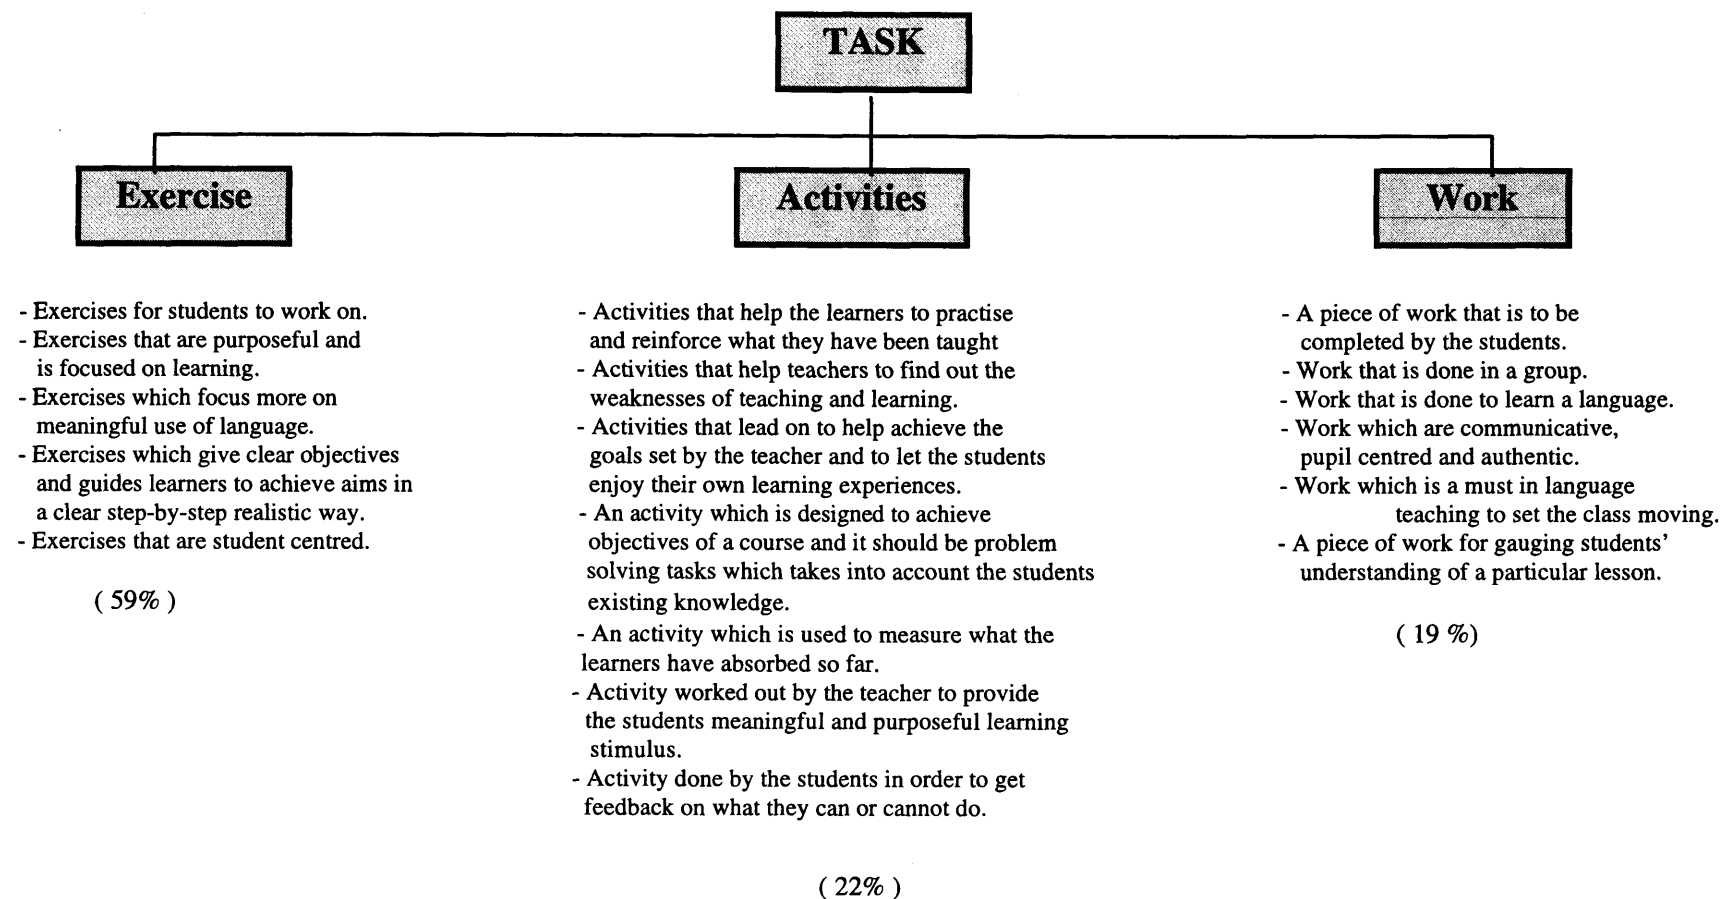 TASK
Exercise
- Exercises for students to work on.
- Exercises that are purposeful and
is focused on learning.
- Exercises which focus more on
meaningful use of language.
- Exercises which give clear objectives
and guides learners to achieve aims in
a clear step-by-step realistic way.
- Exercises that are student centred.
( 59% )
Activities
- Activities that help the learners to practise
and reinforce what they have been taught
- Activities that help teachers to find out the
weaknesses of teaching and learning.
- Activities that lead on to help achieve the
goals set by the teacher and to let the students
enjoy their own learning experiences.
- An activity which is designed to achieve
objectives of a course and it should be problem
solving tasks which takes into account the students
existing knowledge.
- An activity which is used to measure what the
learners have absorbed so far.
- Activity worked out by the teacher to provide
the students meaningful and purposeful learning
stimulus.
- Activity done by the students in order to get
feedback on what they can or cannot do.
( 22% )
Work
- A piece of work that is to be
completed by the students.
- Work that is done in a group.
- Work that is done to learn a language.
- Work which are communicative,
pupil centred and authentic.
- Work which is a must in language
teaching to set the class moving.
- A piece of work for gauging students'
understanding of a particular lesson.
( 19 %)